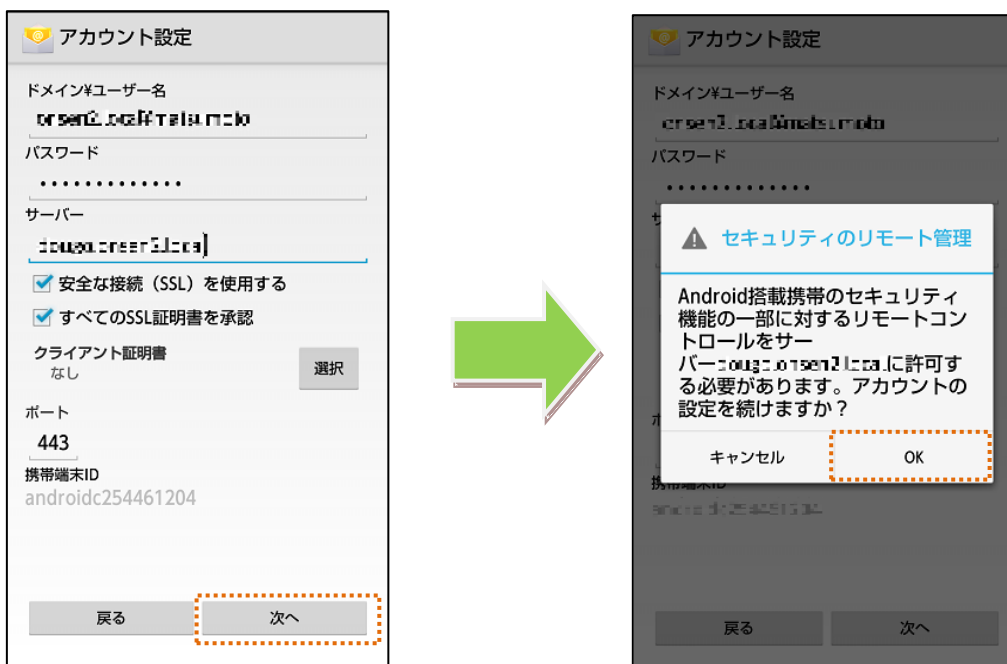 アカウント設定
ドメイン¥ユーザー名
パスワード
•••••••••••••
サーバー
安全な接続（SSL）を使用する
すべてのSSL証明書を承認
クライアント証明書
なし
選択
ポート
443
携帯端末ID
androidc254461204
戻る
次へ
アカウント設定
ドメイン¥ユーザー名
パスワード
•••••••••••••
セキュリティのリモート管理
Android搭載携帯のセキュリティ
機能の一部に対するリモートコン
トロールをサー
バー に許可す
る必要があります。アカウントの
設定を続けますか？
キャンセル
OK
携帯端末ID
戻る
次へ